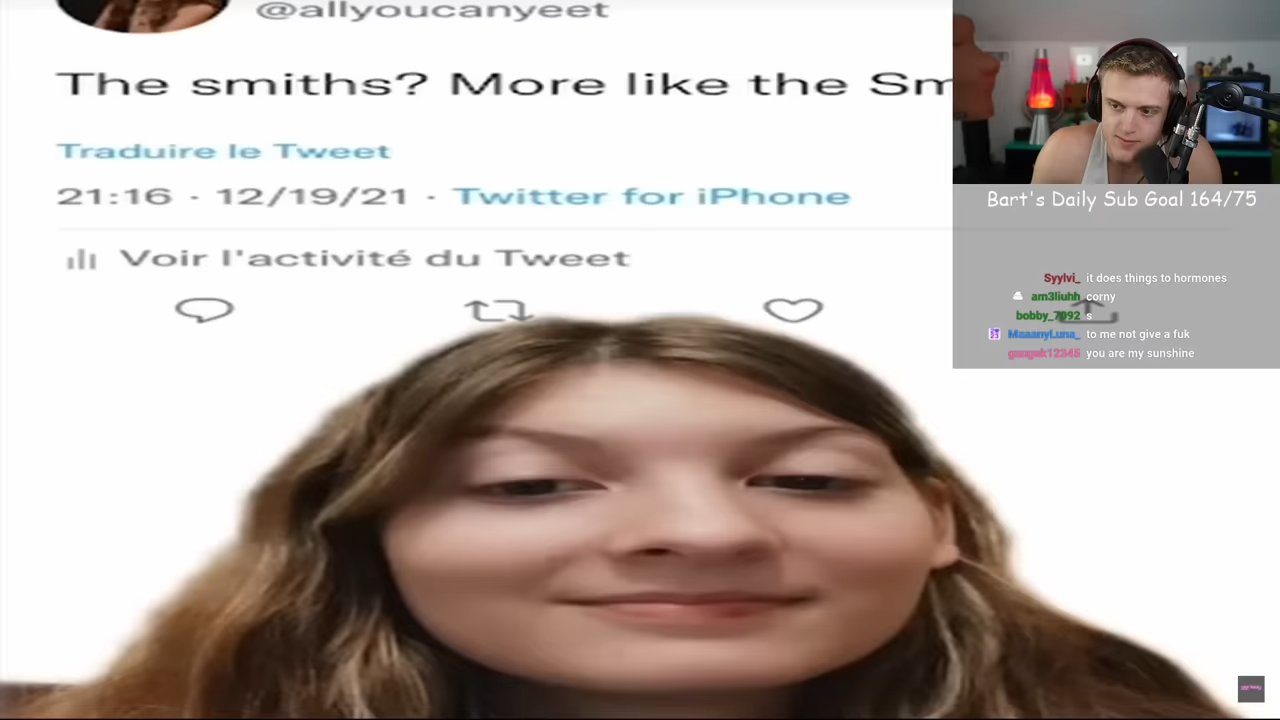 @allyoucanyeet
The smiths? More like the Sm
Traduire le Tweet
21:16 · 12/19/21 · Twitter for iPhone
Voir l'activité du Tweet
Bart's Daily Sub Goal 164/75
Syylvi_ it does things to hormones
am3liuhh corny
bobby_7092 s
MaaanyLuna_ to me not give a fuk
you are my sunshine